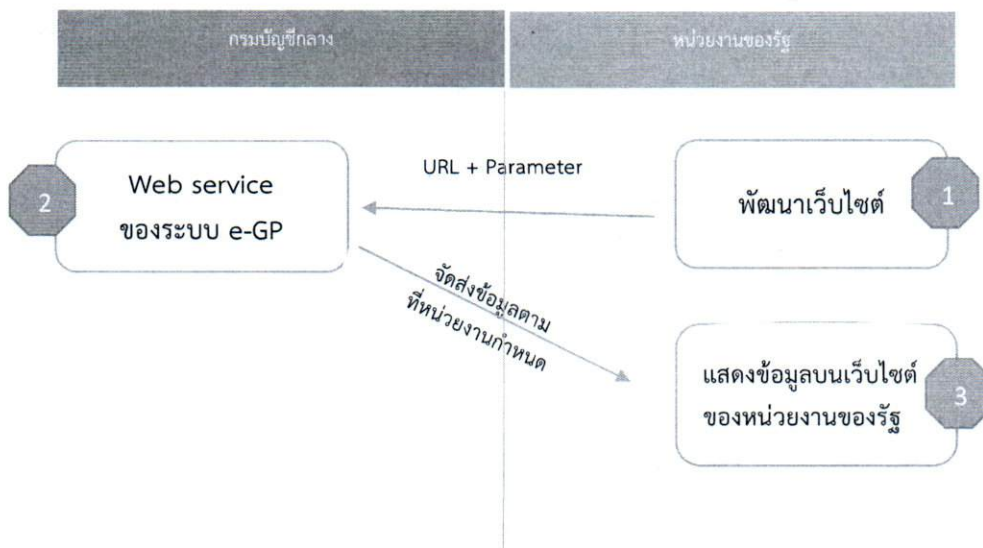 กรมบัญชีกลาง
หน่วยงานของรัฐ
2
Web service
ของระบบ e-GP
URL + Parameter
พัฒนาเว็บไซต์
1
จัดส่งข้อมูลตาม
ที่หน่วยงานกำหนด
แสดงข้อมูลบนเว็บไซต์
ของหน่วยงานของรัฐ
3